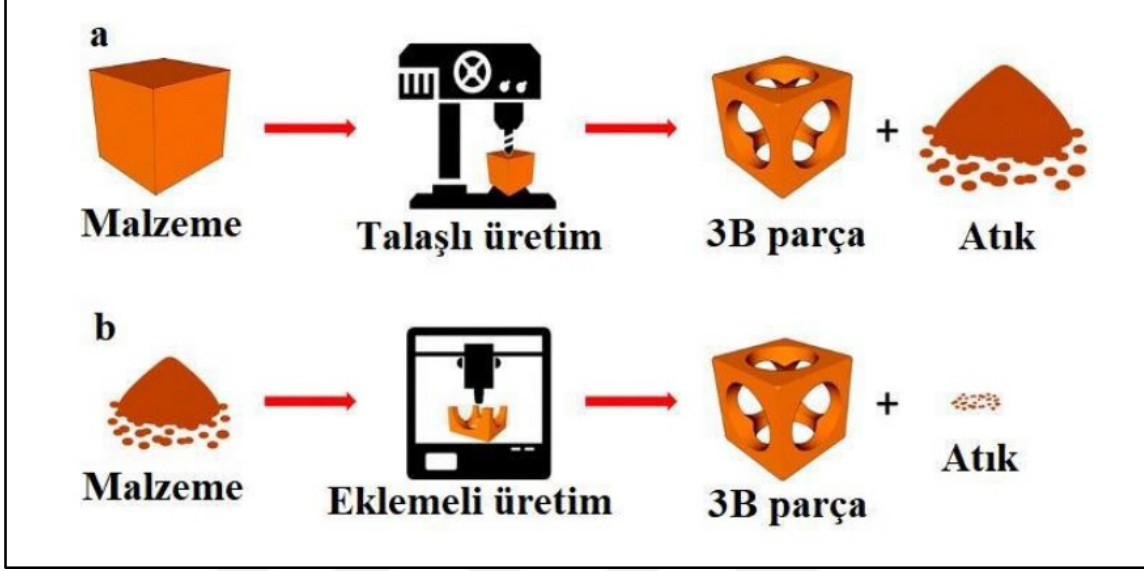 a
Malzeme
Talaşlı üretim
3B parça
+
Atık
b
Malzeme
Eklemeli üretim
3B parça
+
Atık